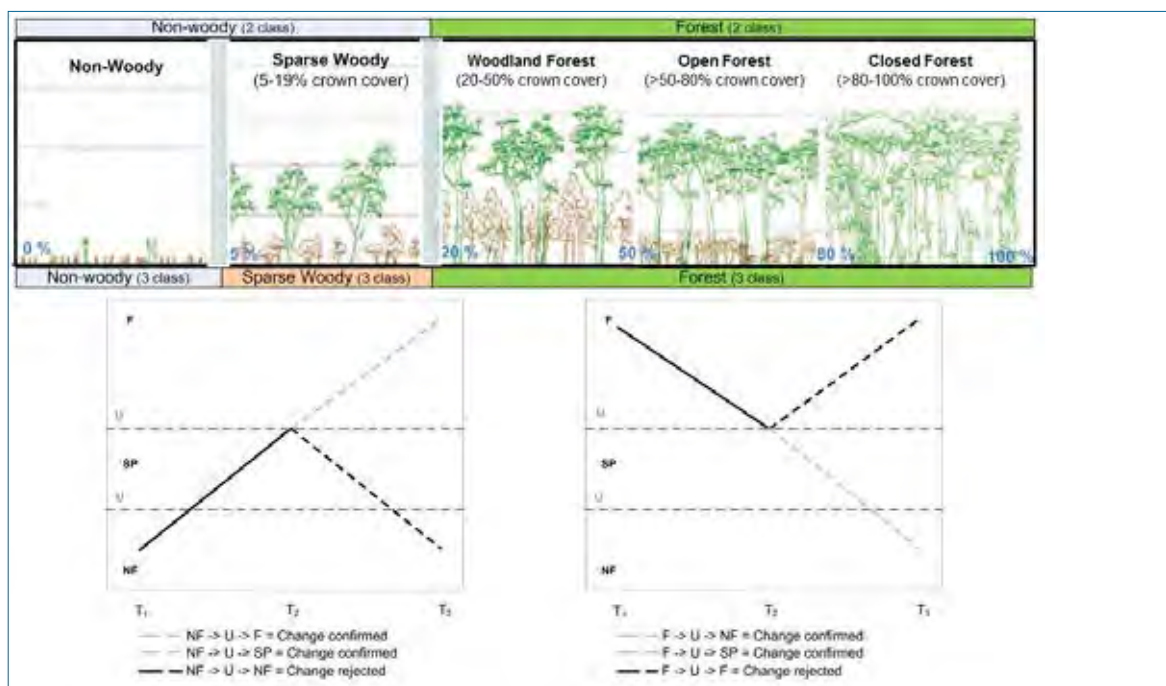 Non-woody (2 class) Forest (2 class)
Non-Woody Sparse Woody Woodland Forest Open Forest Closed Forest
(5-19% crown cover) (20-50% crown cover) (>50-80% crown cover) (>80-100% crown cover)
0 % 5 % 20 % 50 % 80 % 100 %
Non-woody (3 class) Sparse Woody (3 class) Forest (3 class)
F
U
SP
U
NF
T1 T2 T3
NF -> U -> F = Change confirmed
NF -> U -> SP = Change confirmed
NF -> U -> NF = Change rejected
F
U
SP
U
NF
T1 T2 T3
F -> U -> NF = Change confirmed
F -> U -> SP = Change confirmed
F -> U -> F = Change rejected